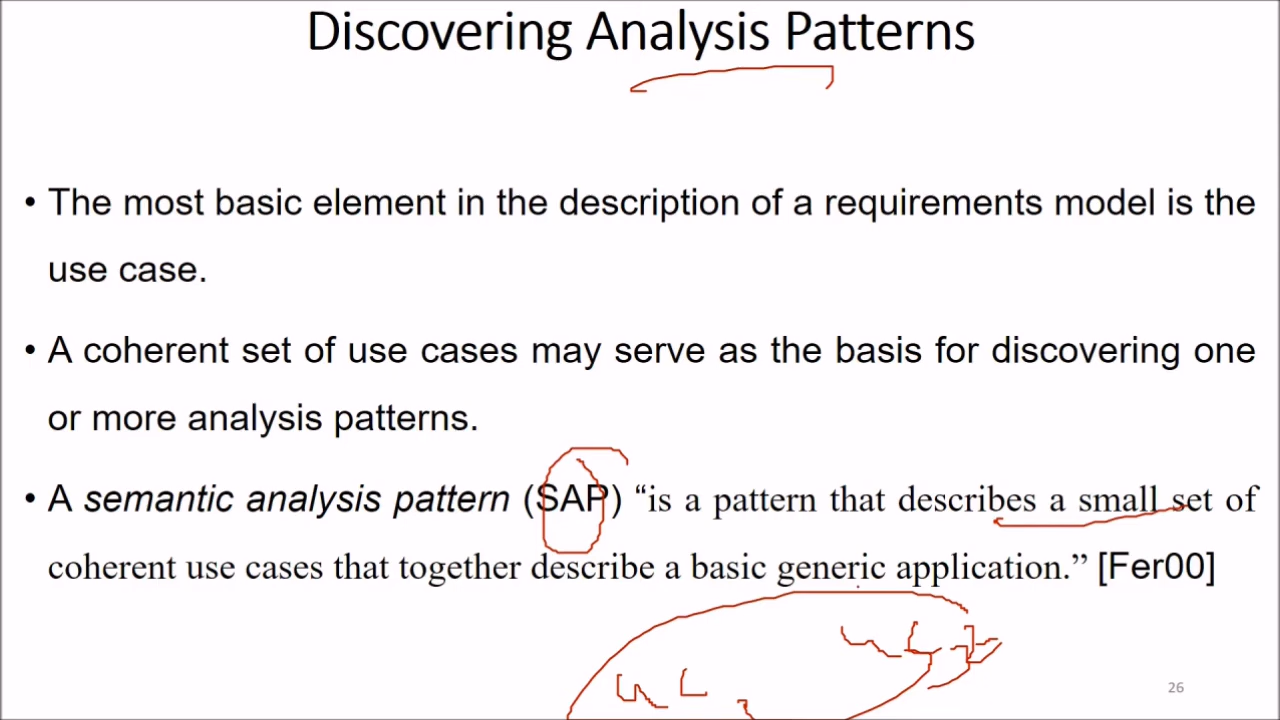 Discovering Analysis Patterns
• The most basic element in the description of a requirements model is the
use case.
• A coherent set of use cases may serve as the basis for discovering one
or more analysis patterns.
• A semantic analysis pattern (SAP) “is a pattern that describes a small set of
coherent use cases that together describe a basic generic application.” [Fer00]
26